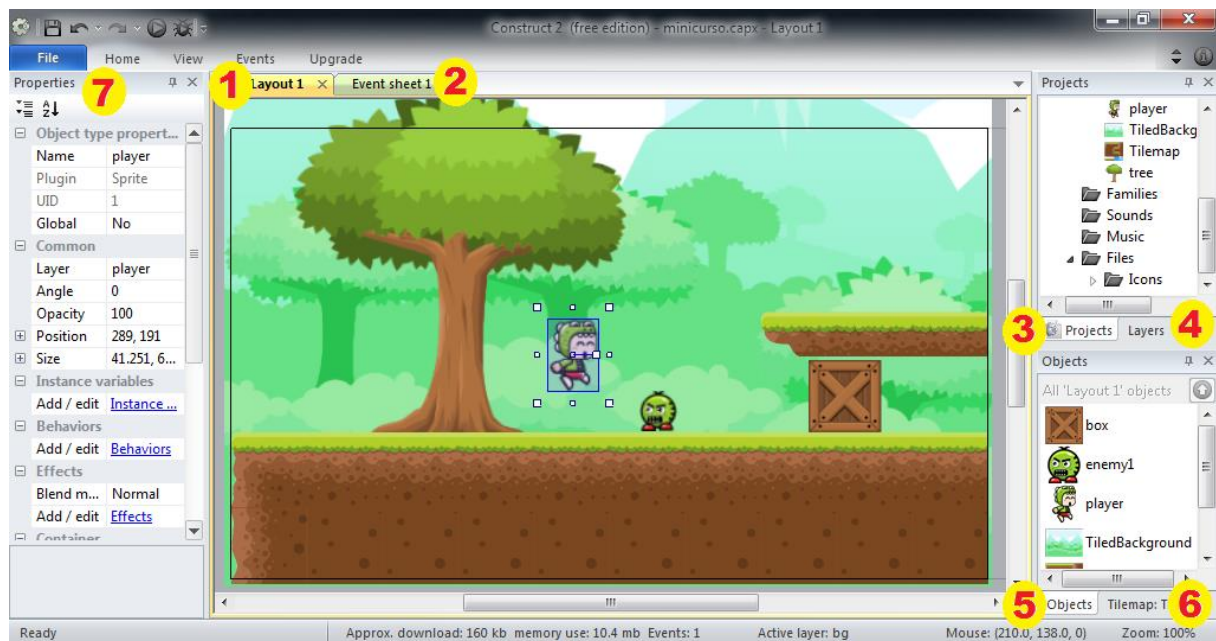 Construct 2 (free edition) - minicurso.capx - Layout 1
File Home View Events Upgrade
Properties
7
1
Layout 1
Event sheet 1
2
Object type propert...
Name player
Plugin Sprite
UID 1
Global No
Common
Layer player
Angle 0
Opacity 100
Position 289, 191
Size 41.251, 6...
Instance variables
Add / edit Instance ...
Behaviors
Add / edit Behaviors
Effects
Blend m... Normal
Add / edit Effects
Container
Projects
player
TiledBackg
Tilemap
tree
Families
Sounds
Music
Files
Icons
3
Projects
Layers
4
Objects
All 'Layout 1' objects
box
enemy1
player
TiledBackground
5
Objects
Tilemap: T
6
Ready
Approx. download: 160 kb memory use: 10.4 mb Events: 1
Active layer: bg
Mouse: (210.0, 138.0, 0)
Zoom: 100%